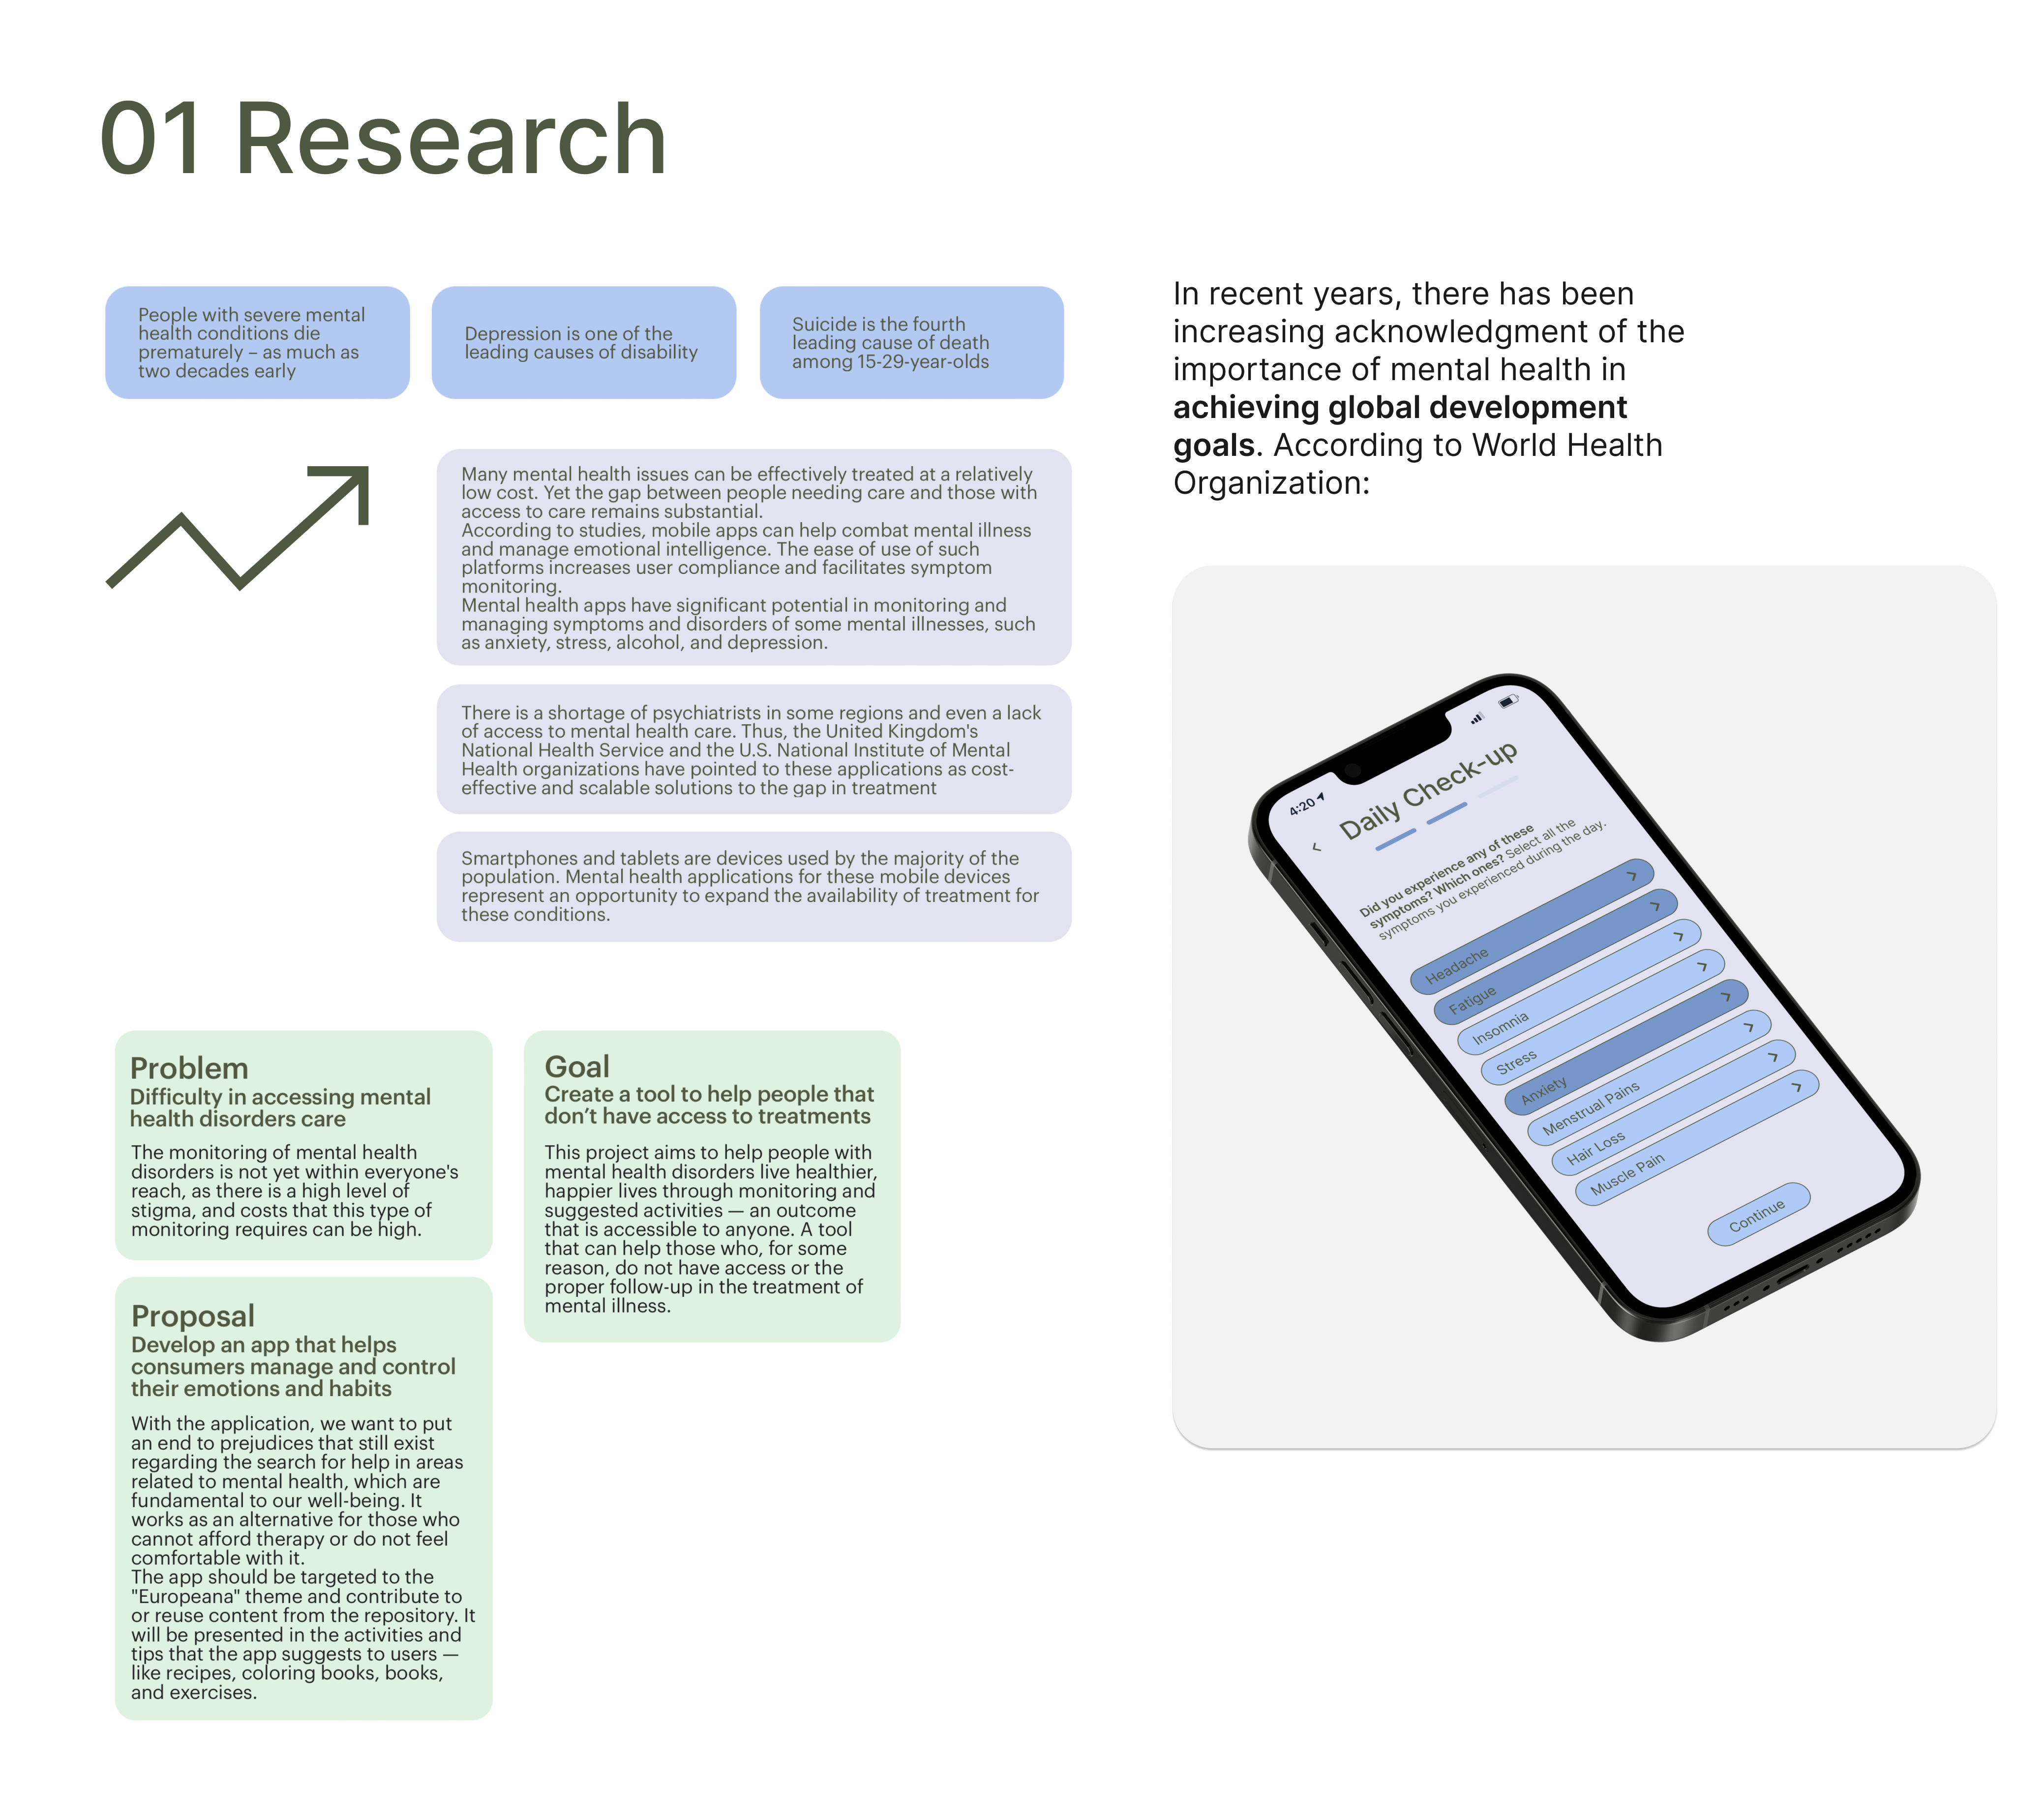 01 Research
In recent years, there has been
increasing acknowledgment of the
importance of mental health in
achieving global development
goals. According to World Health
Organization:
People with severe mental
health conditions die
prematurely – as much as
two decades early
Depression is one of the
leading causes of disability
Suicide is the fourth
leading cause of death
among 15-29-year-olds
Many mental health issues can be effectively treated at a relatively
low cost. Yet the gap between people needing care and those with
access to care remains substantial.
According to studies, mobile apps can help combat mental illness
and manage emotional intelligence. The ease of use of such
platforms increases user compliance and facilitates symptom
monitoring.
Mental health apps have significant potential in monitoring and
managing symptoms and disorders of some mental illnesses, such
as anxiety, stress, alcohol, and depression.
There is a shortage of psychiatrists in some regions and even a lack
of access to mental health care. Thus, the United Kingdom's
National Health Service and the U.S. National Institute of Mental
Health organizations have pointed to these applications as cost-
effective and scalable solutions to the gap in treatment
Smartphones and tablets are devices used by the majority of the
population. Mental health applications for these mobile devices
represent an opportunity to expand the availability of treatment for
these conditions.
Problem
Difficulty in accessing mental
health disorders care
The monitoring of mental health
disorders is not yet within everyone's
reach, as there is a high level of
stigma, and costs that this type of
monitoring requires can be high.
Goal
Create a tool to help people that
don't have access to treatments
This project aims to help people with
mental health disorders live healthier,
happier lives through monitoring and
suggested activities — an outcome
that is accessible to anyone. A tool
that can help those who, for some
reason, do not have access or the
proper follow-up in the treatment of
mental illness.
Proposal
Develop an app that helps
consumers manage and control
their emotions and habits
With the application, we want to put
an end to prejudices that still exist
regarding the search for help in areas
related to mental health, which are
fundamental to our well-being. It
works as an alternative for those who
cannot afford therapy or do not feel
comfortable with it.
The app should be targeted to the
"Europeana" theme and contribute to
or reuse content from the repository. It
will be presented in the activities and
tips that the app suggests to users —
like recipes, coloring books, books,
and exercises.
4:20
Daily Check-up
Did you experience any of these
symptoms? Which ones? Select all the
symptoms you experienced during the day.
Headache
Fatigue
Insomnia
Stress
Anxiety
Menstrual Pains
Hair Loss
Muscle Pain
Continue